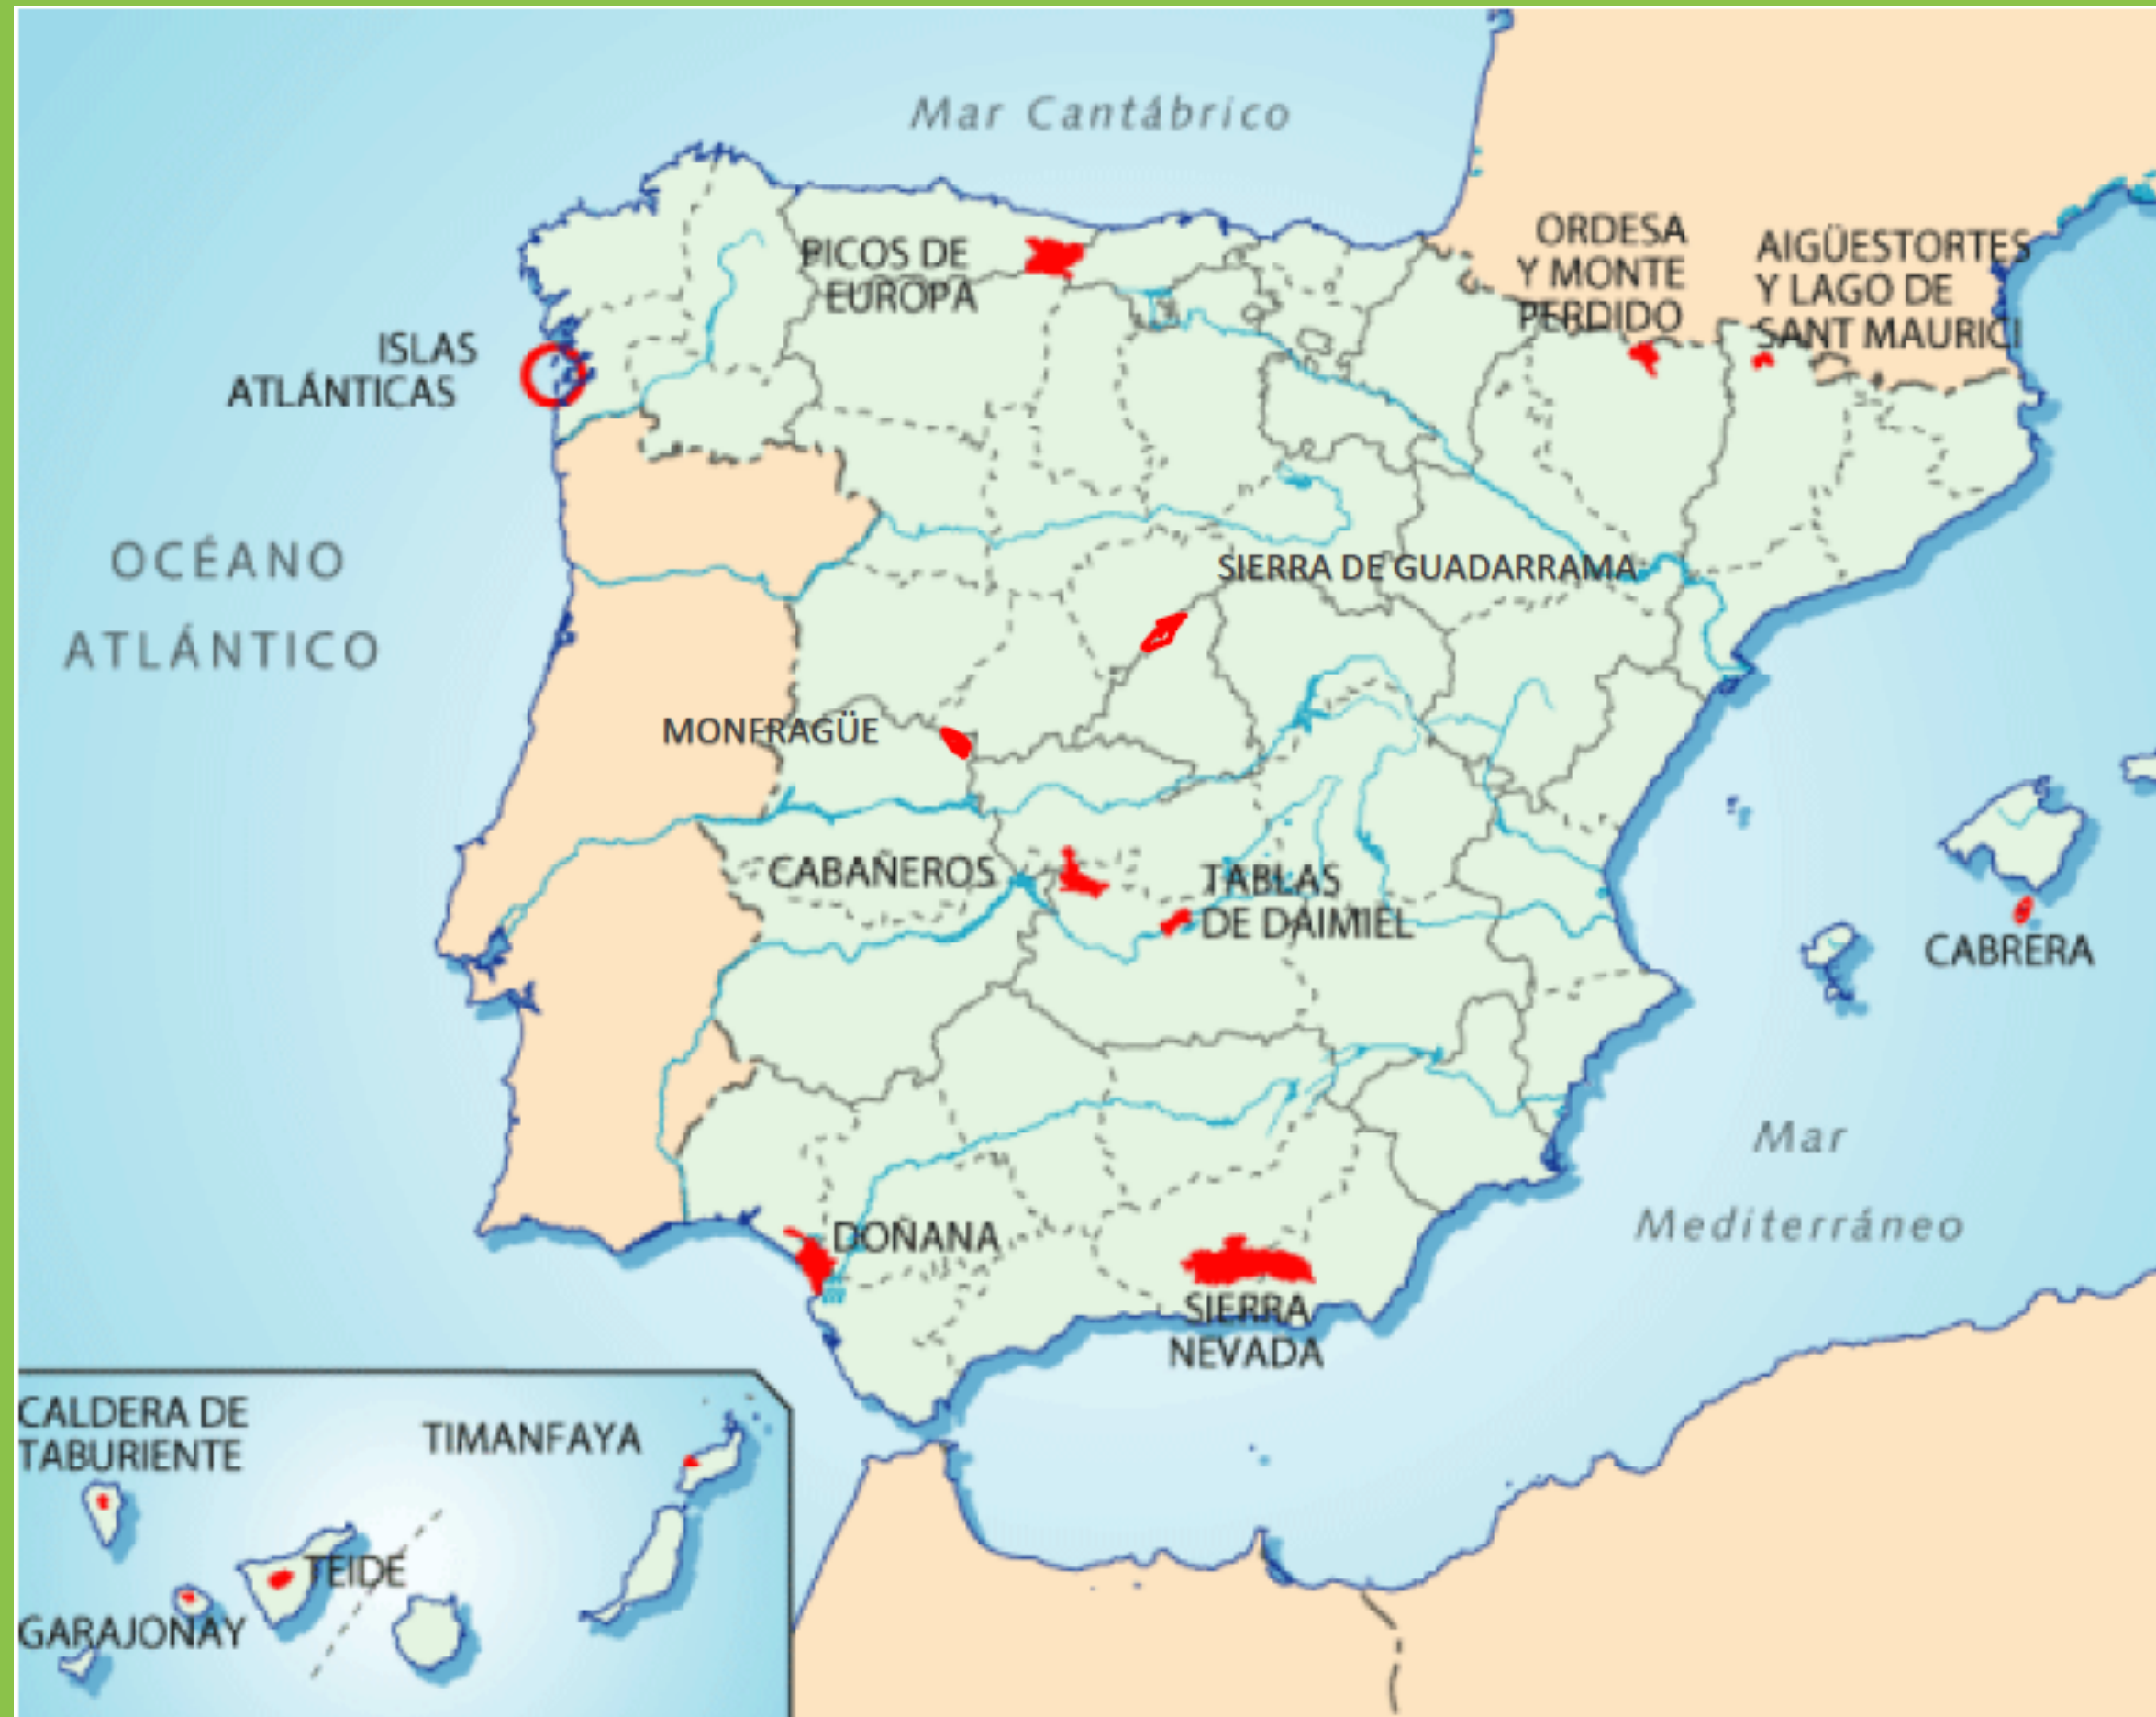 Mar Cantábrico
PICOS DE
EUROPA
ORDESA
Y MONTE
PERDIDO
AIGÜESTORTES
Y LAGO DE
SANT MAURICI
ISLAS
ATLÁNTICAS
OCÉANO
ATLÁNTICO
SIERRA DE GUADARRAMA
MONFRAGÜE
CABAÑEROS
TABLAS
DE DAIMIEL
CABRERA
Mar
Mediterráneo
DOÑANA
SIERRA
NEVADA
CALDERA DE
TABURIENTE
TIMANFAYA
TEIDE
GARAJONAY